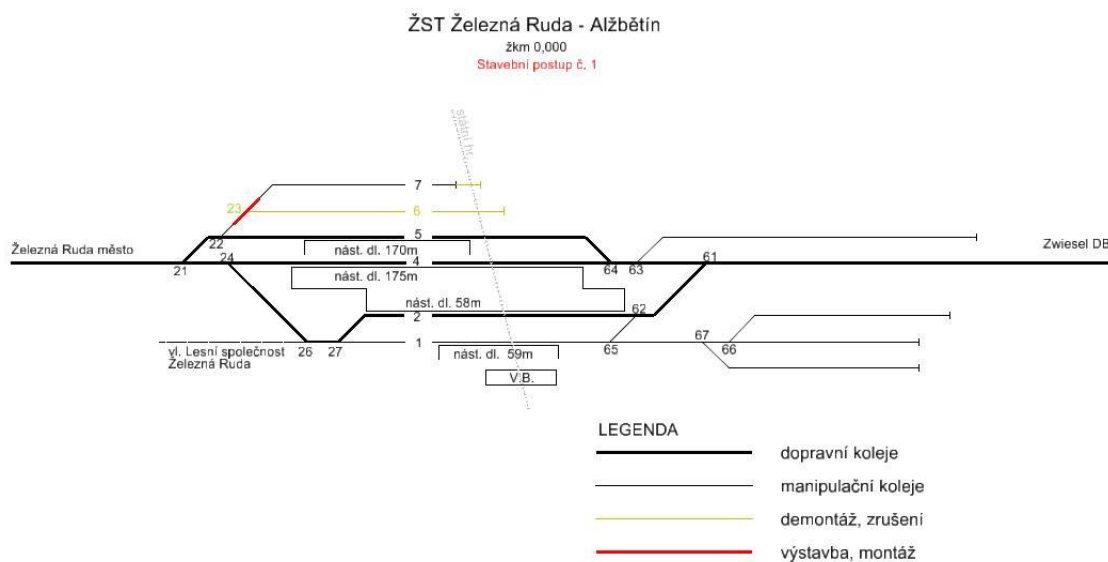 ŽST Železná Ruda - Alžbětín
žkm 0,000
Stavební postup č. 1
státní hr.
7
23
6
5
22
nást. dl. 170m
Železná Ruda město
Zwiesel DB
21
24
4
64
63
61
nást. dl. 175m
nást. dl. 58m
62
2
67
26
27
1
65
66
vl. Lesní společnost
Železná Ruda
nást. dl. 59m
V.B.
LEGENDA
dopravní koleje
manipulační koleje
demontáž, zrušení
výstavba, montáž